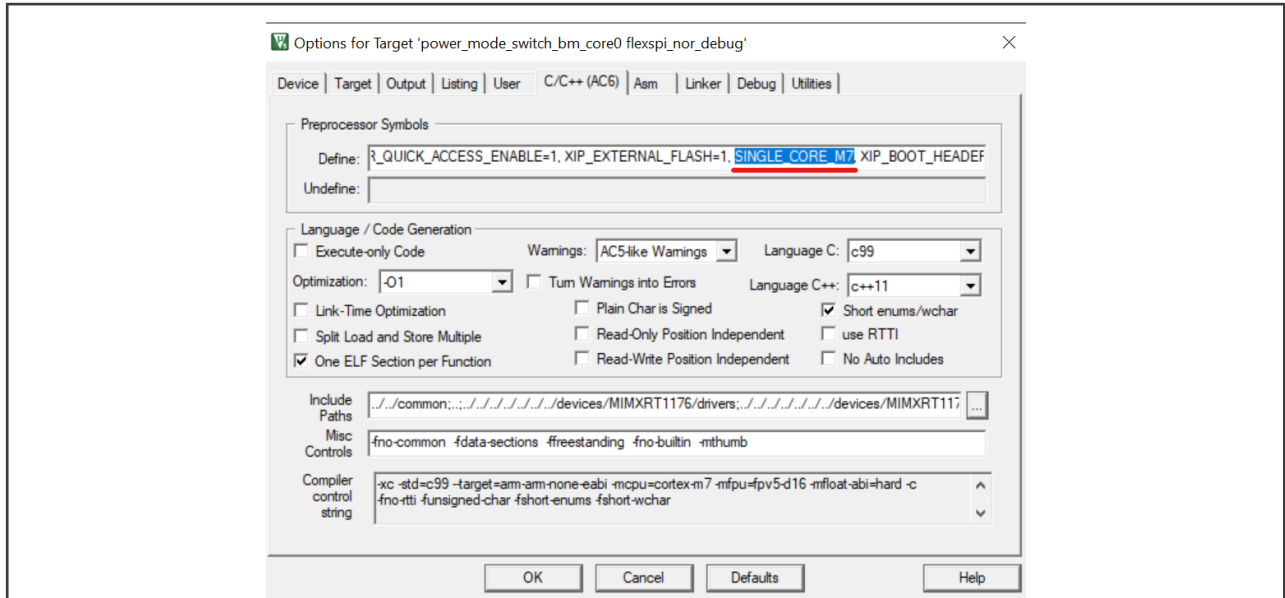 Options for Target 'power_mode_switch_bm_core0 flexspi_nor_debug'
Device Target Output Listing User C/C++ (AC6) Asm Linker Debug Utilities
Preprocessor Symbols
Define: R_QUICK_ACCESS_ENABLE=1, XIP_EXTERNAL_FLASH=1, SINGLE_CORE_M7, XIP_BOOT_HEADER
Undefine:
Language / Code Generation
Execute-only Code Warnings: AC5-like Warnings Language C: c99
Optimization: -O1 Turn Warnings into Errors Language C++: c++11
Link-Time Optimization Plain Char is Signed Short enums/wchar
Split Load and Store Multiple Read-Only Position Independent use RTTI
One ELF Section per Function Read-Write Position Independent No Auto Includes
Include Paths ../../common;..;../../../../../../../devices/MIMXRT1176/drivers;../../../../../../../devices/MIMXRT117 ...
Misc Controls -fno-common -fdata-sections -ffreestanding -fno-builtin -mthumb
Compiler control string -xc -std=c99 --target=arm-arm-none-eabi -mcpu=cortex-m7 -mfpu=fpv5-d16 -mfloat-abi=hard -c
-fno-rtti -funsigned-char -fshort-enums -fshort-wchar
OK Cancel Defaults Help